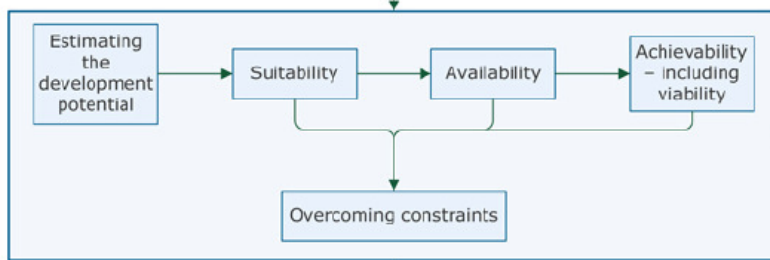 Estimating
the
development
potential
Suitability
Availability
Achievability
– including
viability
Overcoming constraints